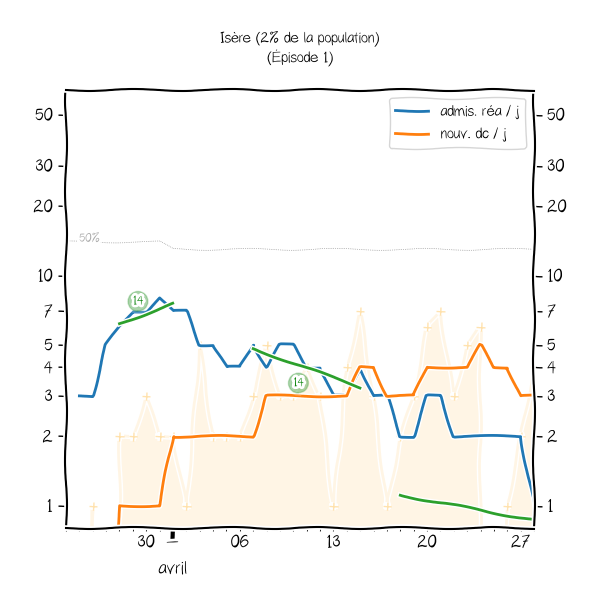 Isère (2% de la population)
(Épisode 1)
admis. réa / j
nouv. dc / j
50 50
30 30
20 20
50%
10 10
14
7 7
5 5
4 4
14
3 3
2 2
1 1
30 1 06 13 20 27
avril